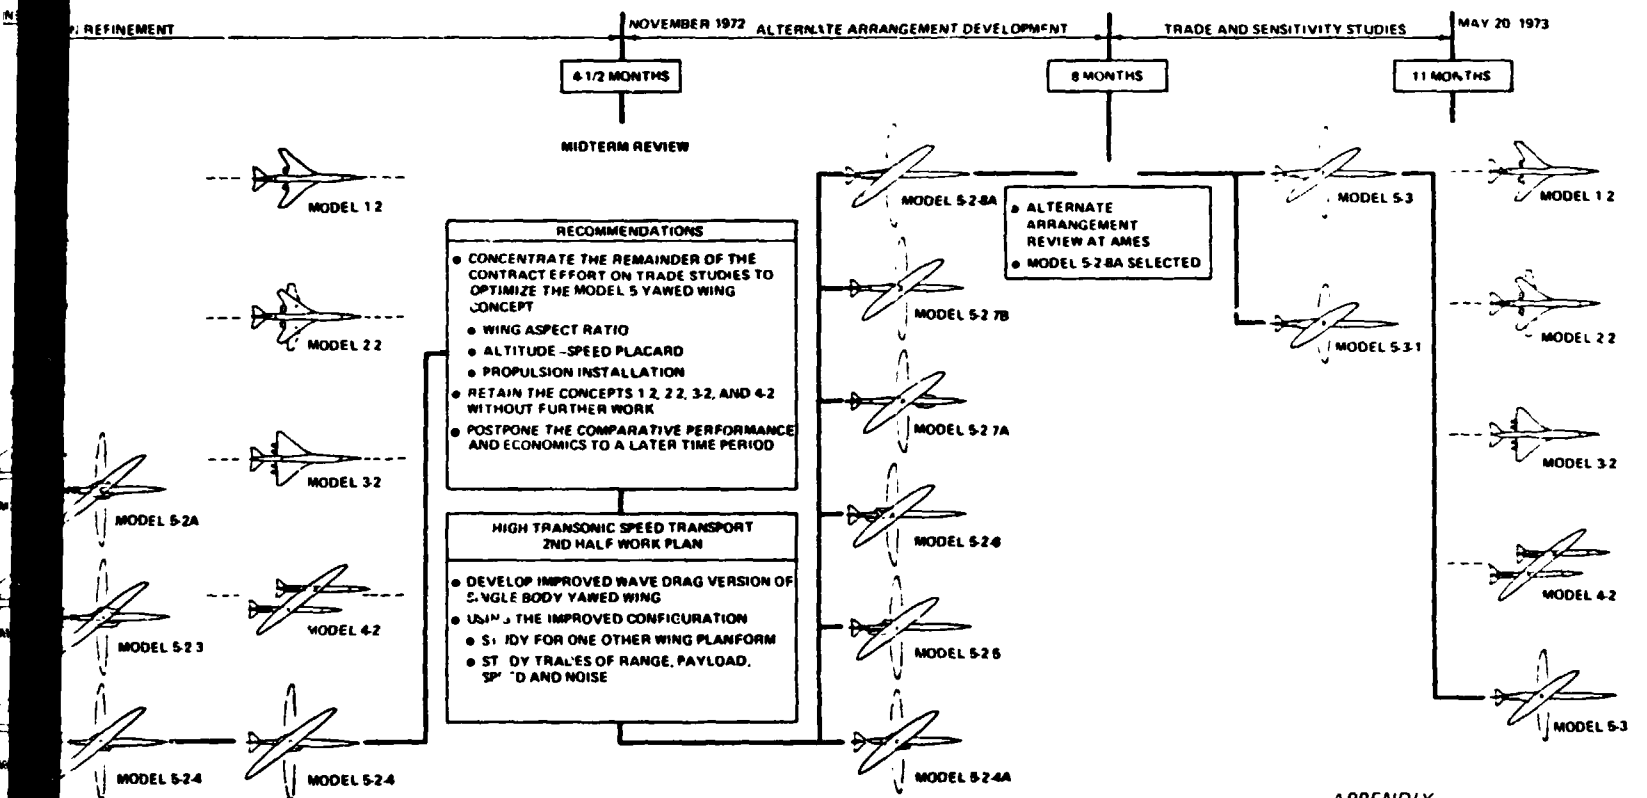 REFINEMENT
NOVEMBER 1972
ALTERNATE ARRANGEMENT DEVELOPMENT
TRADE AND SENSITIVITY STUDIES
MAY 20 1973
4-1/2 MONTHS
8 MONTHS
11 MONTHS
MIDTERM REVIEW
MODEL 1 2
MODEL 2 2
MODEL 3-2
MODEL 4-2
MODEL 5-2A
MODEL 5-2 3
MODEL 5-2-4
MODEL 5-2-4
RECOMMENDATIONS
• CONCENTRATE THE REMAINDER OF THE
CONTRACT EFFORT ON TRADE STUDIES TO
OPTIMIZE THE MODEL 5 YAWED WING
CONCEPT
• WING ASPECT RATIO
• ALTITUDE-SPEED PLACARD
• PROPULSION INSTALLATION
• RETAIN THE CONCEPTS 1 2, 2 2, 3-2, AND 4-2
WITHOUT FURTHER WORK
• POSTPONE THE COMPARATIVE PERFORMANCE
AND ECONOMICS TO A LATER TIME PERIOD
HIGH TRANSONIC SPEED TRANSPORT
2ND HALF WORK PLAN
• DEVELOP IMPROVED WAVE DRAG VERSION OF
SINGLE BODY YAWED WING
• USING THE IMPROVED CONFIGURATION
• STUDY FOR ONE OTHER WING PLANFORM
• STUDY TRADES OF RANGE, PAYLOAD,
SPEED AND NOISE
MODEL 5-2-8A
MODEL 5-2 7B
MODEL 5-2 7A
MODEL 5-2-6
MODEL 5-2 5
MODEL 5-2-4A
• ALTERNATE
ARRANGEMENT
REVIEW AT AMES
• MODEL 5-2-8A SELECTED
MODEL 5-3
MODEL 5-3-1
MODEL 1-2
MODEL 2 2
MODEL 3-2
MODEL 4-2
MODEL 5-3